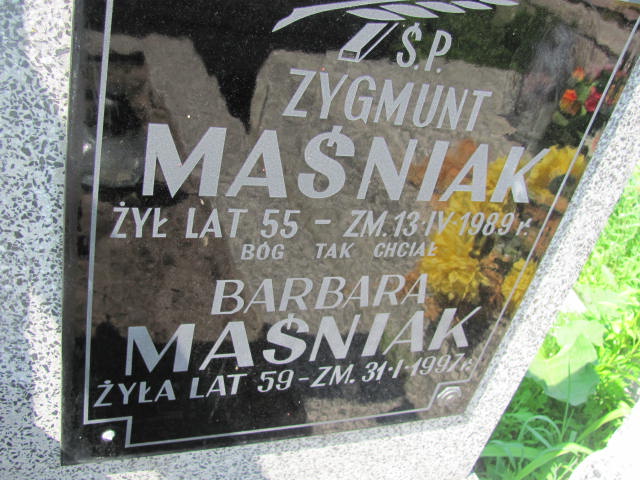 Ś.P.
ZYGMUNT
MAŚNIAK
ŻYŁ LAT 55 - ZM. 13·IV·1989 r.
BÓG TAK CHCIAŁ
BARBARA
MAŚNIAK
ŻYŁA LAT 59 - ZM. 31·I·1997 r.